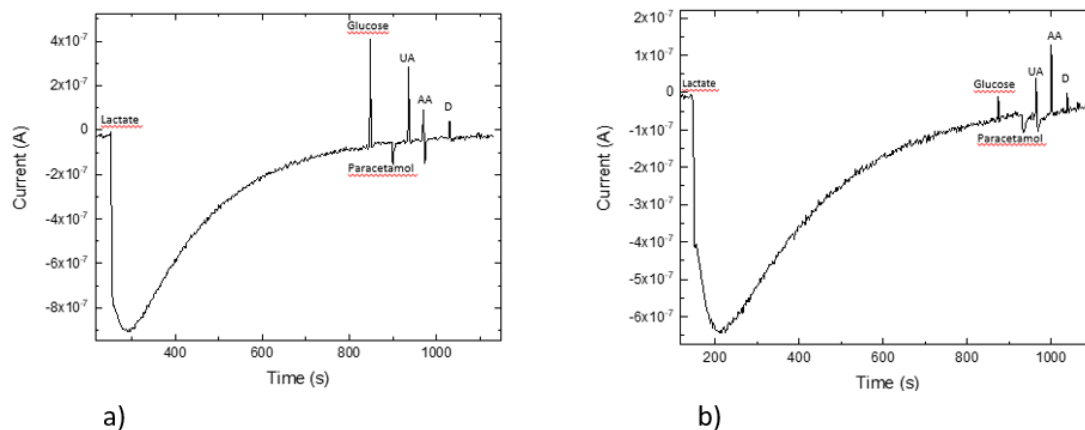 Glucose
UA
AA
D
Lactate
Paracetamol
4x10⁻⁷
2x10⁻⁷
0
-2x10⁻⁷
-4x10⁻⁷
-6x10⁻⁷
-8x10⁻⁷
Current (A)
400 600 800 1000
Time (s)
a)
AA
UA
Glucose
D
Lactate
Paracetamol
2x10⁻⁷
1x10⁻⁷
0
-1x10⁻⁷
-2x10⁻⁷
-3x10⁻⁷
-4x10⁻⁷
-5x10⁻⁷
-6x10⁻⁷
Current (A)
200 400 600 800 1000
Time (s)
b)